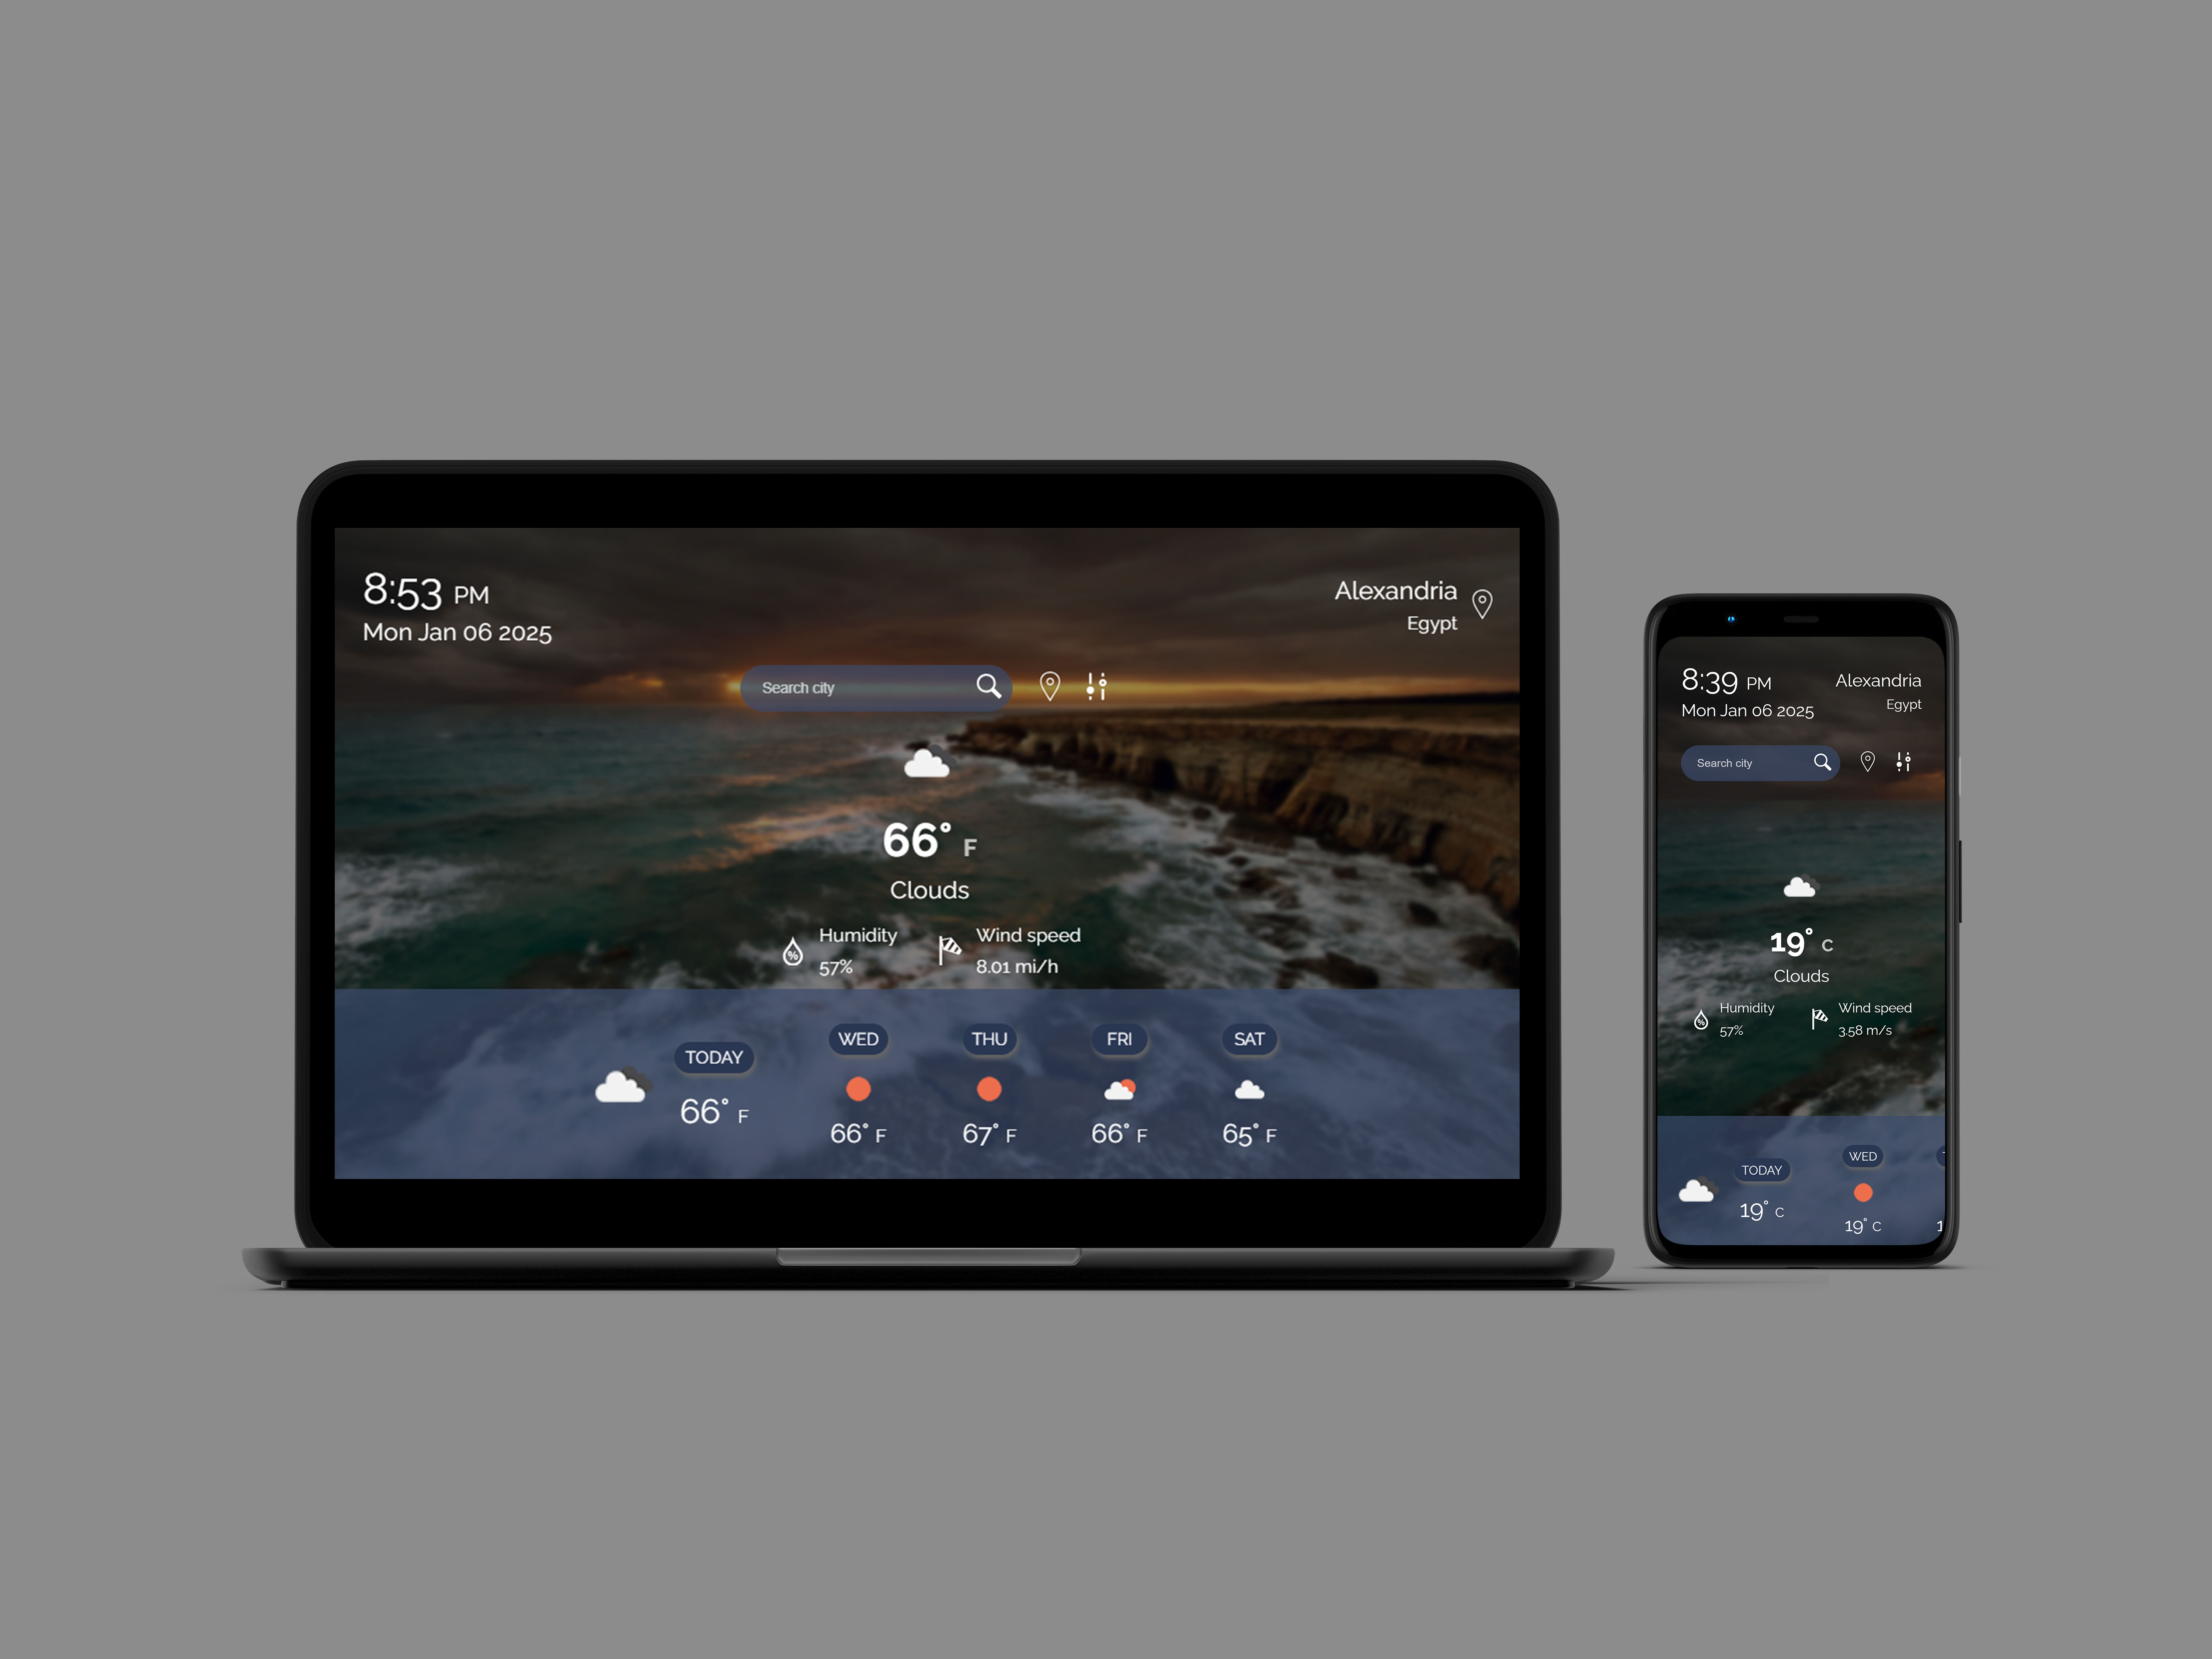 8:53 PM
Mon Jan 06 2025
Alexandria
Egypt
Search city
66° F
Clouds
Humidity
57%
Wind speed
8.01 mi/h
TODAY
66° F
WED
66° F
THU
67° F
FRI
66° F
SAT
65° F
8:39 PM
Mon Jan 06 2025
Alexandria
Egypt
Search city
19° C
Clouds
Humidity
57%
Wind speed
3.58 m/s
TODAY
19° C
WED
19° C